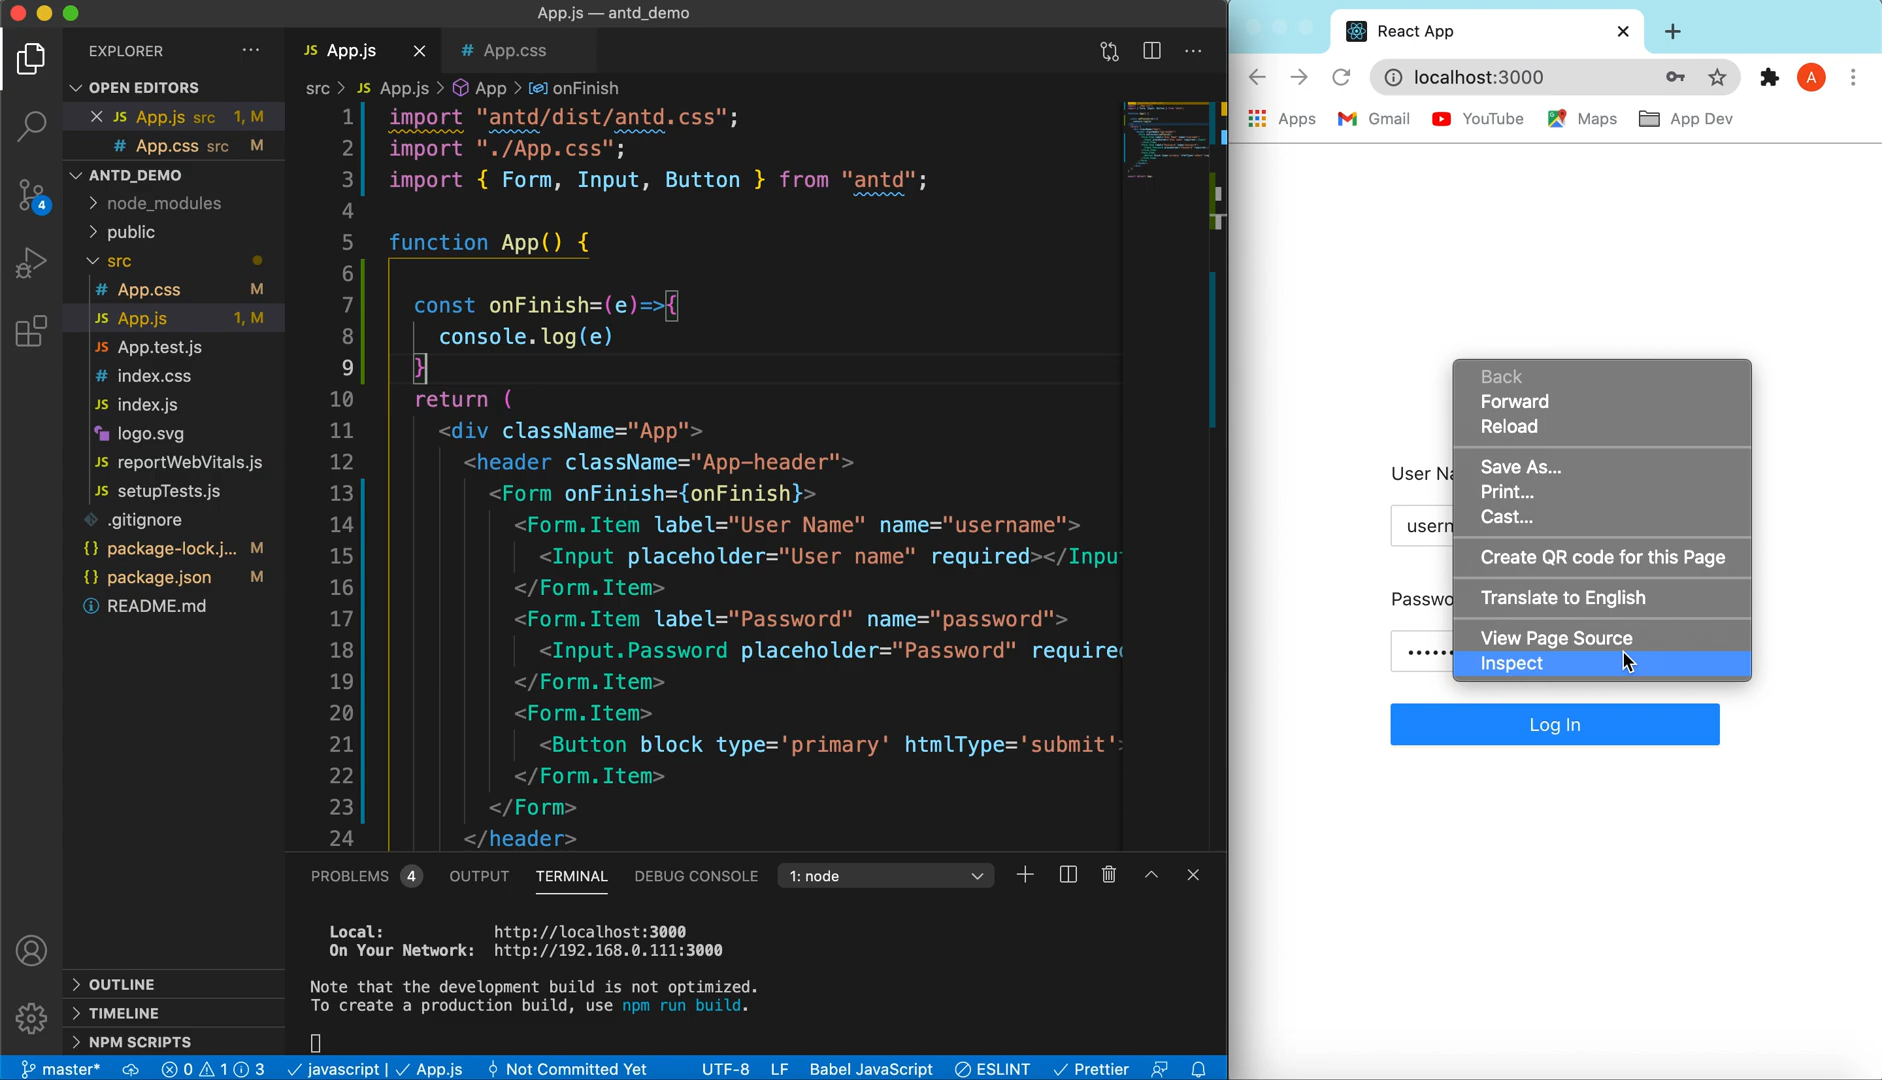 App.js — antd_demo
EXPLORER
OPEN EDITORS
JS App.js src 1, M
# App.css src M
ANTD_DEMO
node_modules
public
src
# App.css M
JS App.js 1, M
JS App.test.js
# index.css
JS index.js
logo.svg
JS reportWebVitals.js
JS setupTests.js
.gitignore
{} package-lock.j... M
{} package.json M
README.md
OUTLINE
TIMELINE
NPM SCRIPTS
4
JS App.js
# App.css
src > JS App.js > App > onFinish
1 import "antd/dist/antd.css";
2 import "./App.css";
3 import { Form, Input, Button } from "antd";
4
5 function App() {
6
7 const onFinish=(e)=>{
8 console.log(e)
9 }
10 return (
11 <div className="App">
12 <header className="App-header">
13 <Form onFinish={onFinish}>
14 <Form.Item label="User Name" name="username">
15 <Input placeholder="User name" required></Input
16 </Form.Item>
17 <Form.Item label="Password" name="password">
18 <Input.Password placeholder="Password" required
19 </Form.Item>
20 <Form.Item>
21 <Button block type='primary' htmlType='submit'>
22 </Form.Item>
23 </Form>
24 </header>
PROBLEMS 4 OUTPUT TERMINAL DEBUG CONSOLE 1: node
Local: http://localhost:3000
On Your Network: http://192.168.0.111:3000
Note that the development build is not optimized.
To create a production build, use npm run build.
master* 0 1 3 javascript | App.js Not Committed Yet UTF-8 LF Babel JavaScript ESLINT Prettier
React App
localhost:3000
A
Apps Gmail YouTube Maps App Dev
User Na
usern
Passwo
Back
Forward
Reload
Save As...
Print...
Cast...
Create QR code for this Page
Translate to English
View Page Source
Inspect
Log In